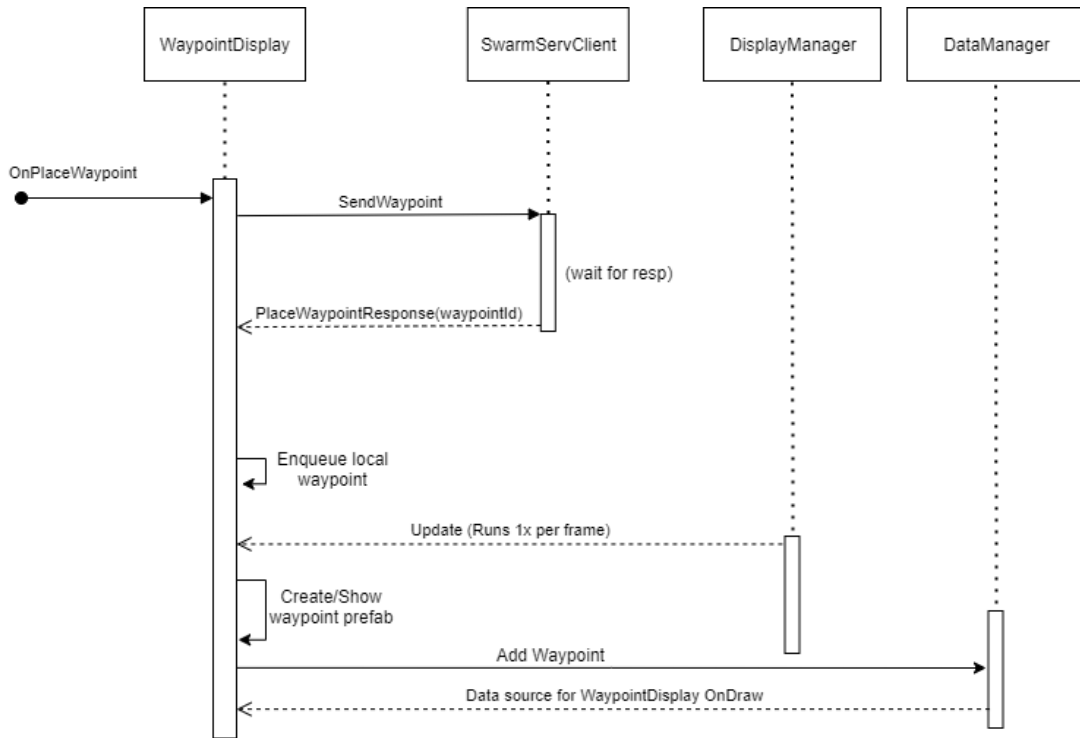 WaypointDisplay
SwarmServClient
DisplayManager
DataManager
OnPlaceWaypoint
SendWaypoint
(wait for resp)
PlaceWaypointResponse(waypointId)
Enqueue local
waypoint
Update (Runs 1x per frame)
Create/Show
waypoint prefab
Add Waypoint
Data source for WaypointDisplay OnDraw